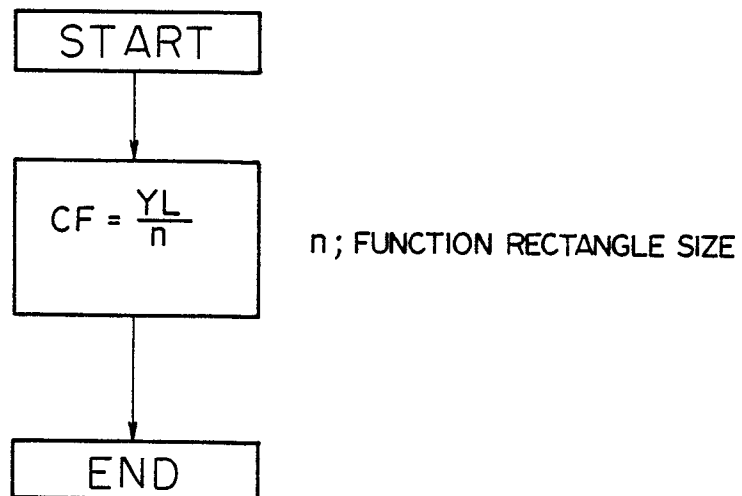 START
CF = YL/n
n; FUNCTION RECTANGLE SIZE
END